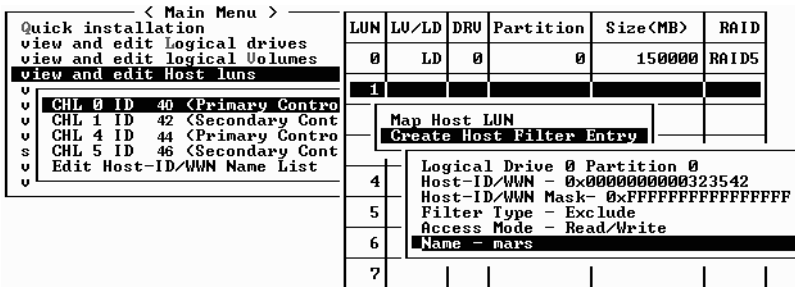 < Main Menu >
Quick installation
view and edit Logical drives
view and edit logical Volumes
view and edit Host luns
v
v
v
v
s
v
v
CHL 0 ID 40 (Primary Contro
CHL 1 ID 42 (Secondary Cont
CHL 4 ID 44 (Primary Contro
CHL 5 ID 46 (Secondary Cont
Edit Host-ID/WWN Name List
LUN LV/LD DRV Partition Size(MB) RAID
0 LD 0 0 150000 RAID5
1
Map Host LUN
Create Host Filter Entry
Logical Drive 0 Partition 0
Host-ID/WWN - 0x0000000000323542
Host-ID/WWN Mask- 0xFFFFFFFFFFFFFFFF
Filter Type - Exclude
Access Mode - Read/Write
Name - mars
4
5
6
7